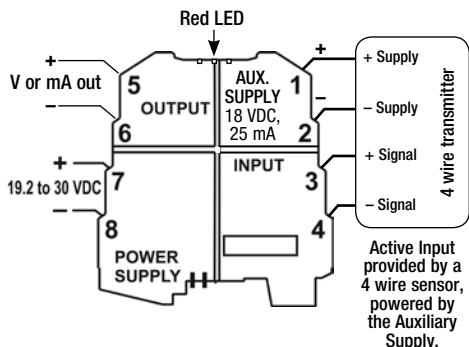 Red LED
+
V or mA out
−
5
OUTPUT
6
AUX.
SUPPLY
18 VDC,
25 mA
1
2
+
−
+ Supply
− Supply
+ Signal
− Signal
4 wire transmitter
+
19.2 to 30 VDC
−
7
8
POWER
SUPPLY
INPUT
3
4
Active Input
provided by a
4 wire sensor,
powered by
the Auxiliary
Supply.